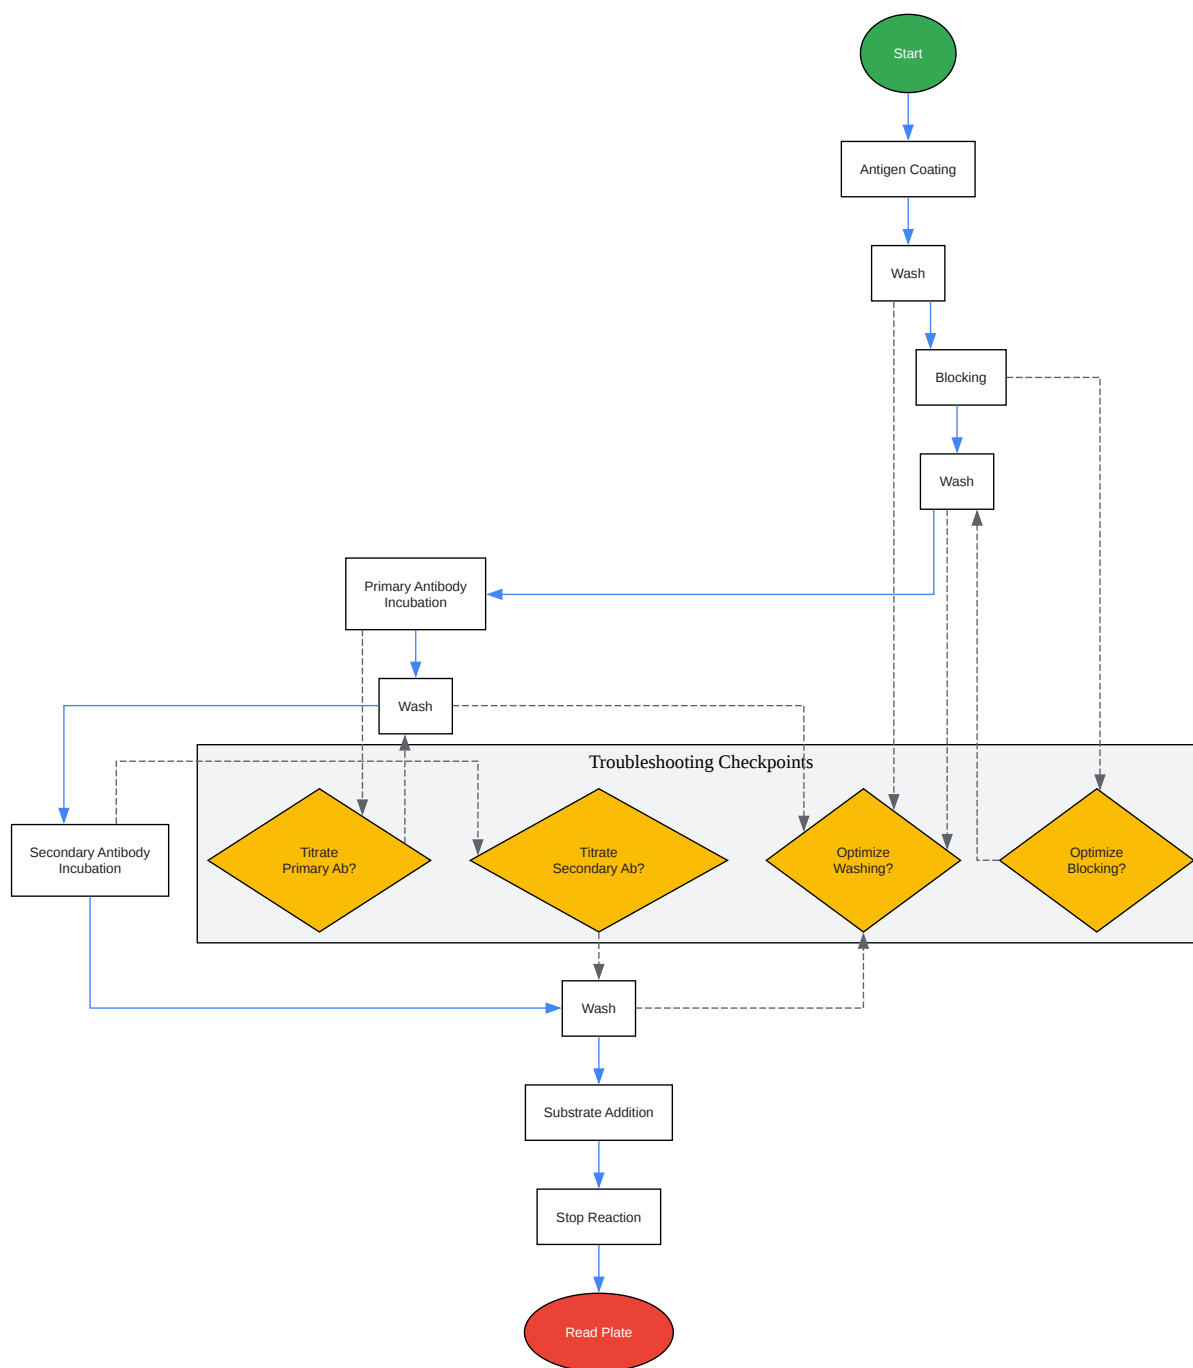 Start
Antigen Coating
Wash
Blocking
Wash
Primary Antibody
Incubation
Wash
Troubleshooting Checkpoints
Secondary Antibody
Incubation
Titrate
Primary Ab?
Titrate
Secondary Ab?
Optimize
Washing?
Optimize
Blocking?
Wash
Substrate Addition
Stop Reaction
Read Plate